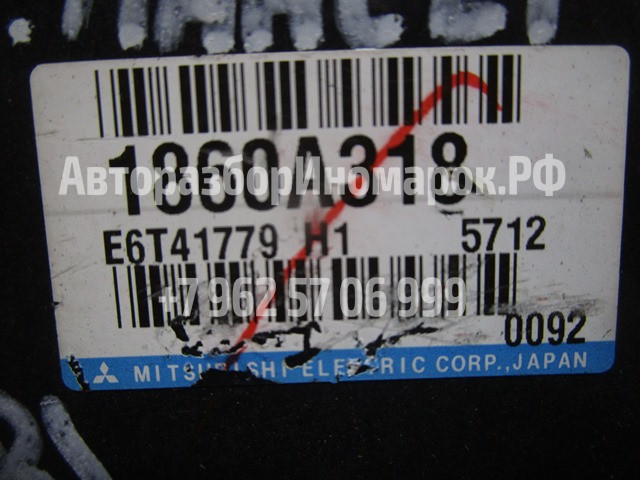 1860A318
АвторазборИномарок.РФ
E6T41779 H1 5712
+7 962 57 06 999
0092
MITSUBISHI ELECTRIC CORP., JAPAN